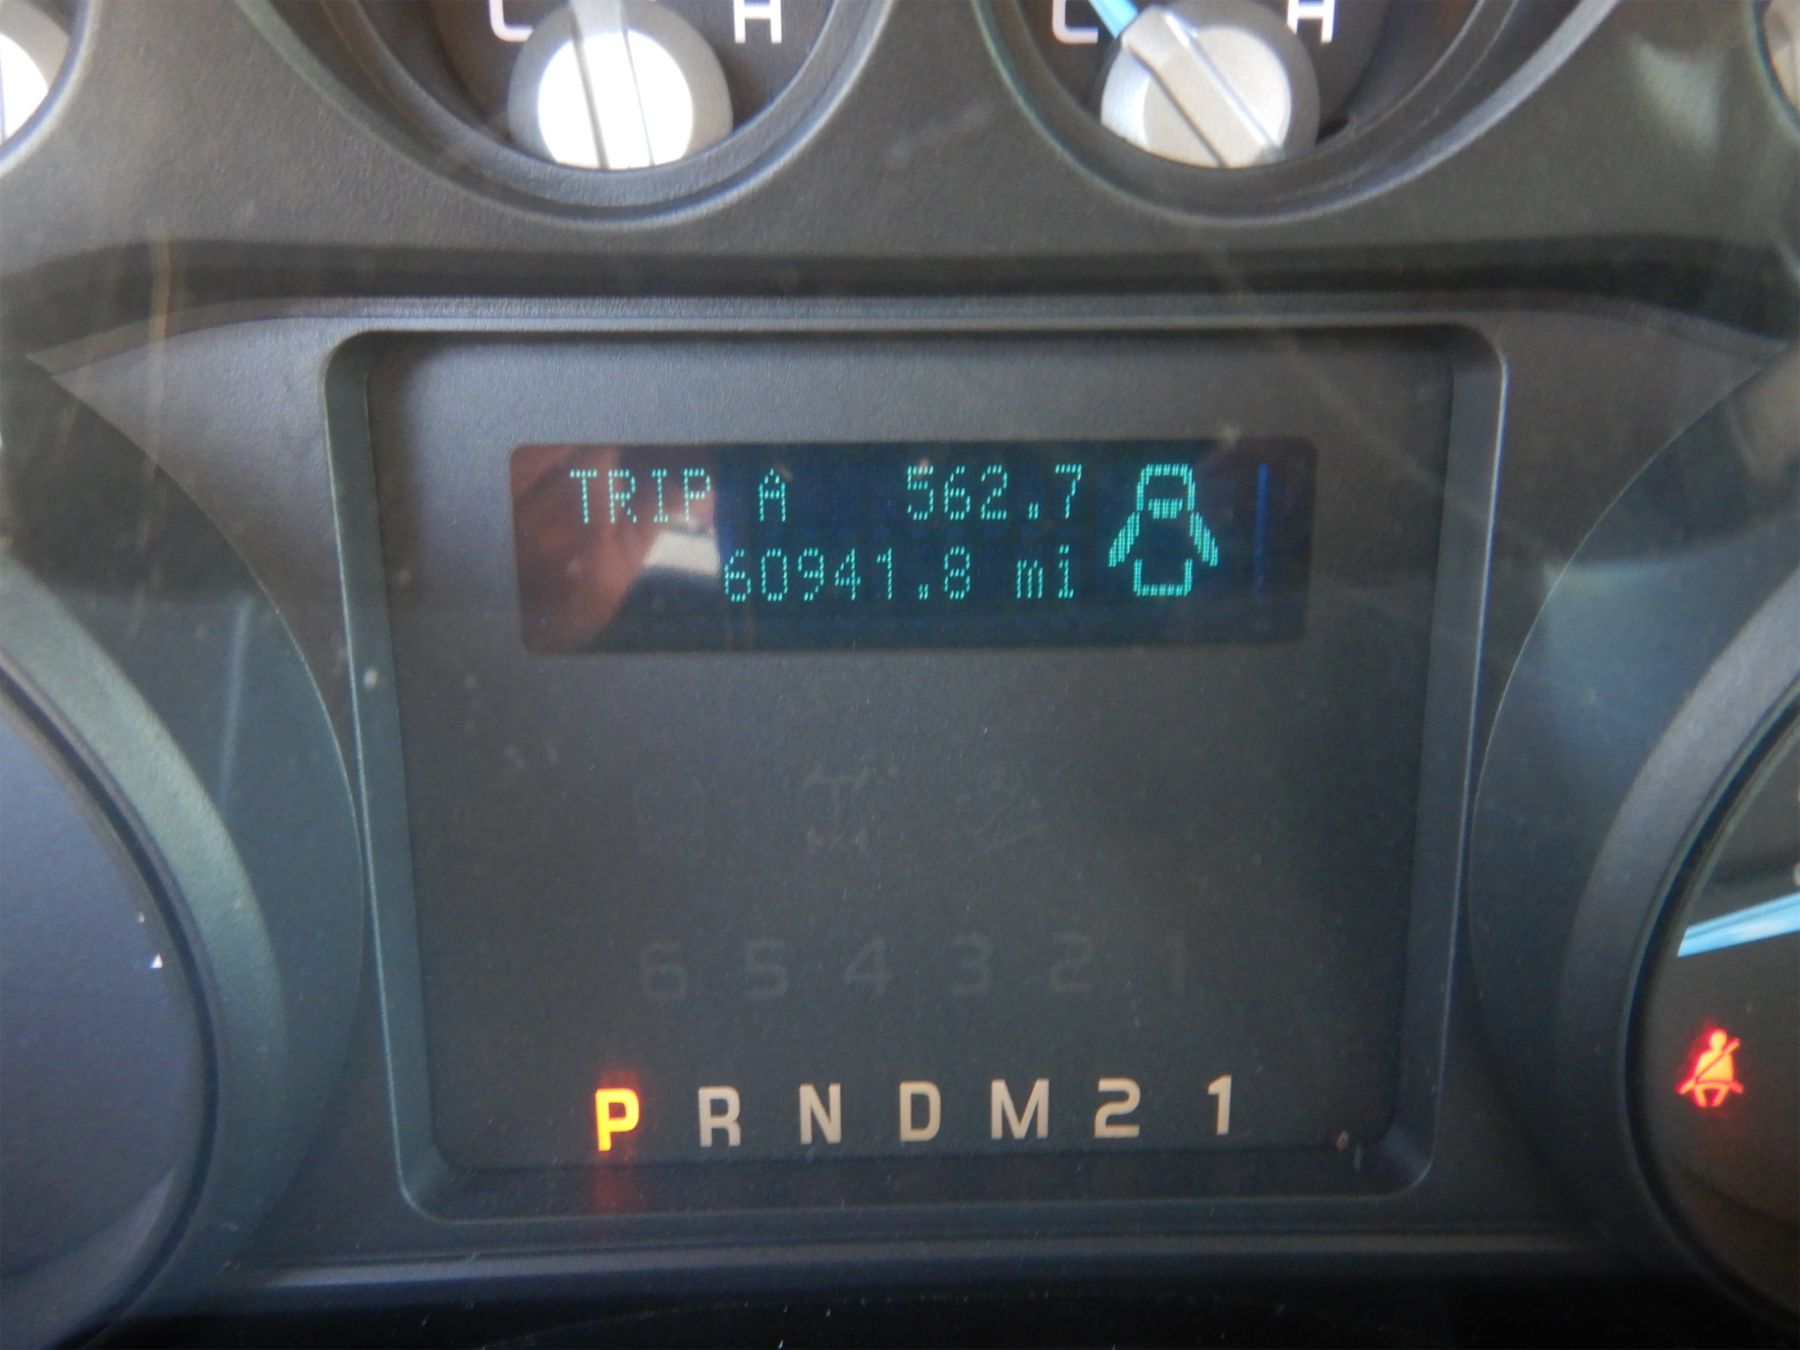 C H C H
TRIP A 562.7
60941.8 mi
6 5 4 3 2 1
P R N D M 2 1